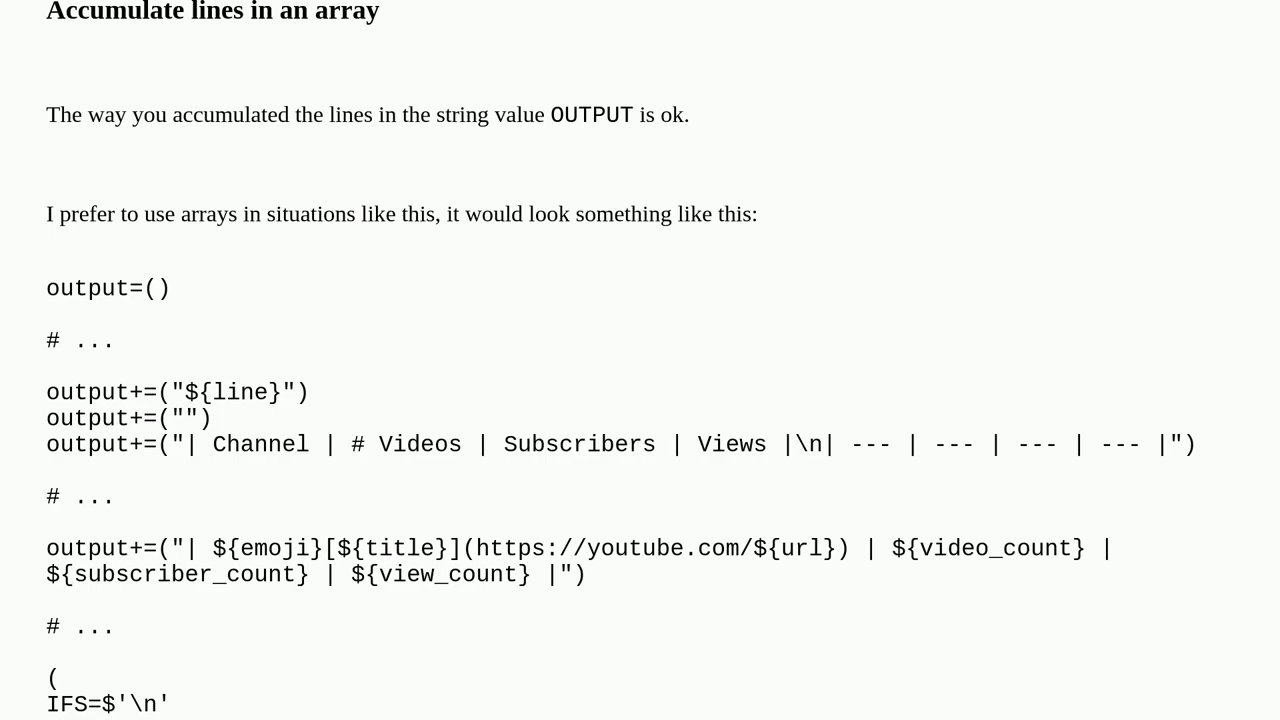 Accumulate lines in an array
The way you accumulated the lines in the string value OUTPUT is ok.
I prefer to use arrays in situations like this, it would look something like this:
output=()
# ...
output+=("${line}")
output+=("")
output+=("| Channel | # Videos | Subscribers | Views |\n| --- | --- | --- | --- |")
# ...
output+=("| ${emoji}[${title}](https://youtube.com/${url}) | ${video_count} |
${subscriber_count} | ${view_count} |")
# ...
(
IFS=$'\n'